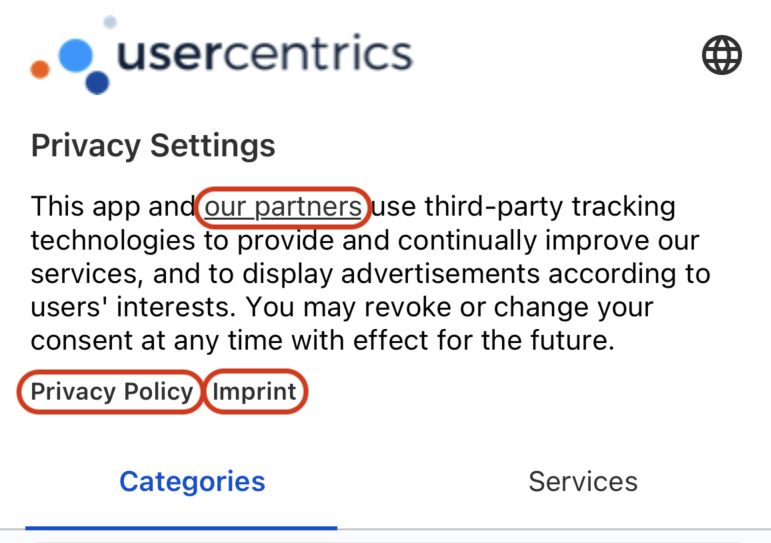 usercentrics
Privacy Settings
This app and our partners use third-party tracking
technologies to provide and continually improve our
services, and to display advertisements according to
users' interests. You may revoke or change your
consent at any time with effect for the future.
Privacy Policy Imprint
Categories Services